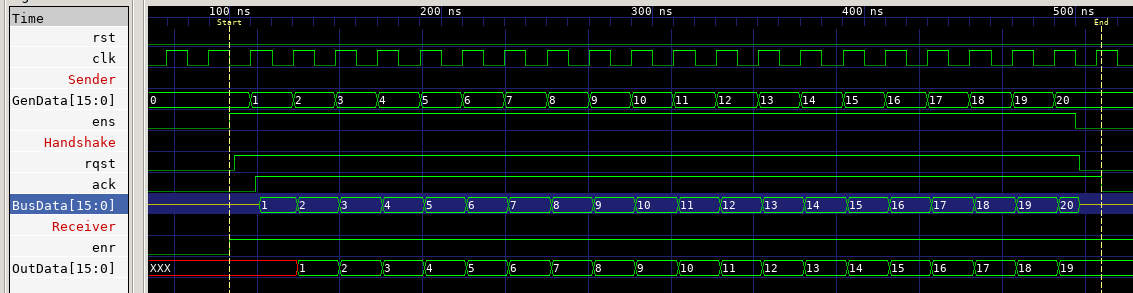 Time 100 ns 200 ns 300 ns 400 ns 500 ns
Start End
rst
clk
Sender
GenData[15:0] 0 1 2 3 4 5 6 7 8 9 10 11 12 13 14 15 16 17 18 19 20
ens
Handshake
rqst
ack
BusData[15:0] 1 2 3 4 5 6 7 8 9 10 11 12 13 14 15 16 17 18 19 20
Receiver
enr
OutData[15:0] XXX 1 2 3 4 5 6 7 8 9 10 11 12 13 14 15 16 17 18 19